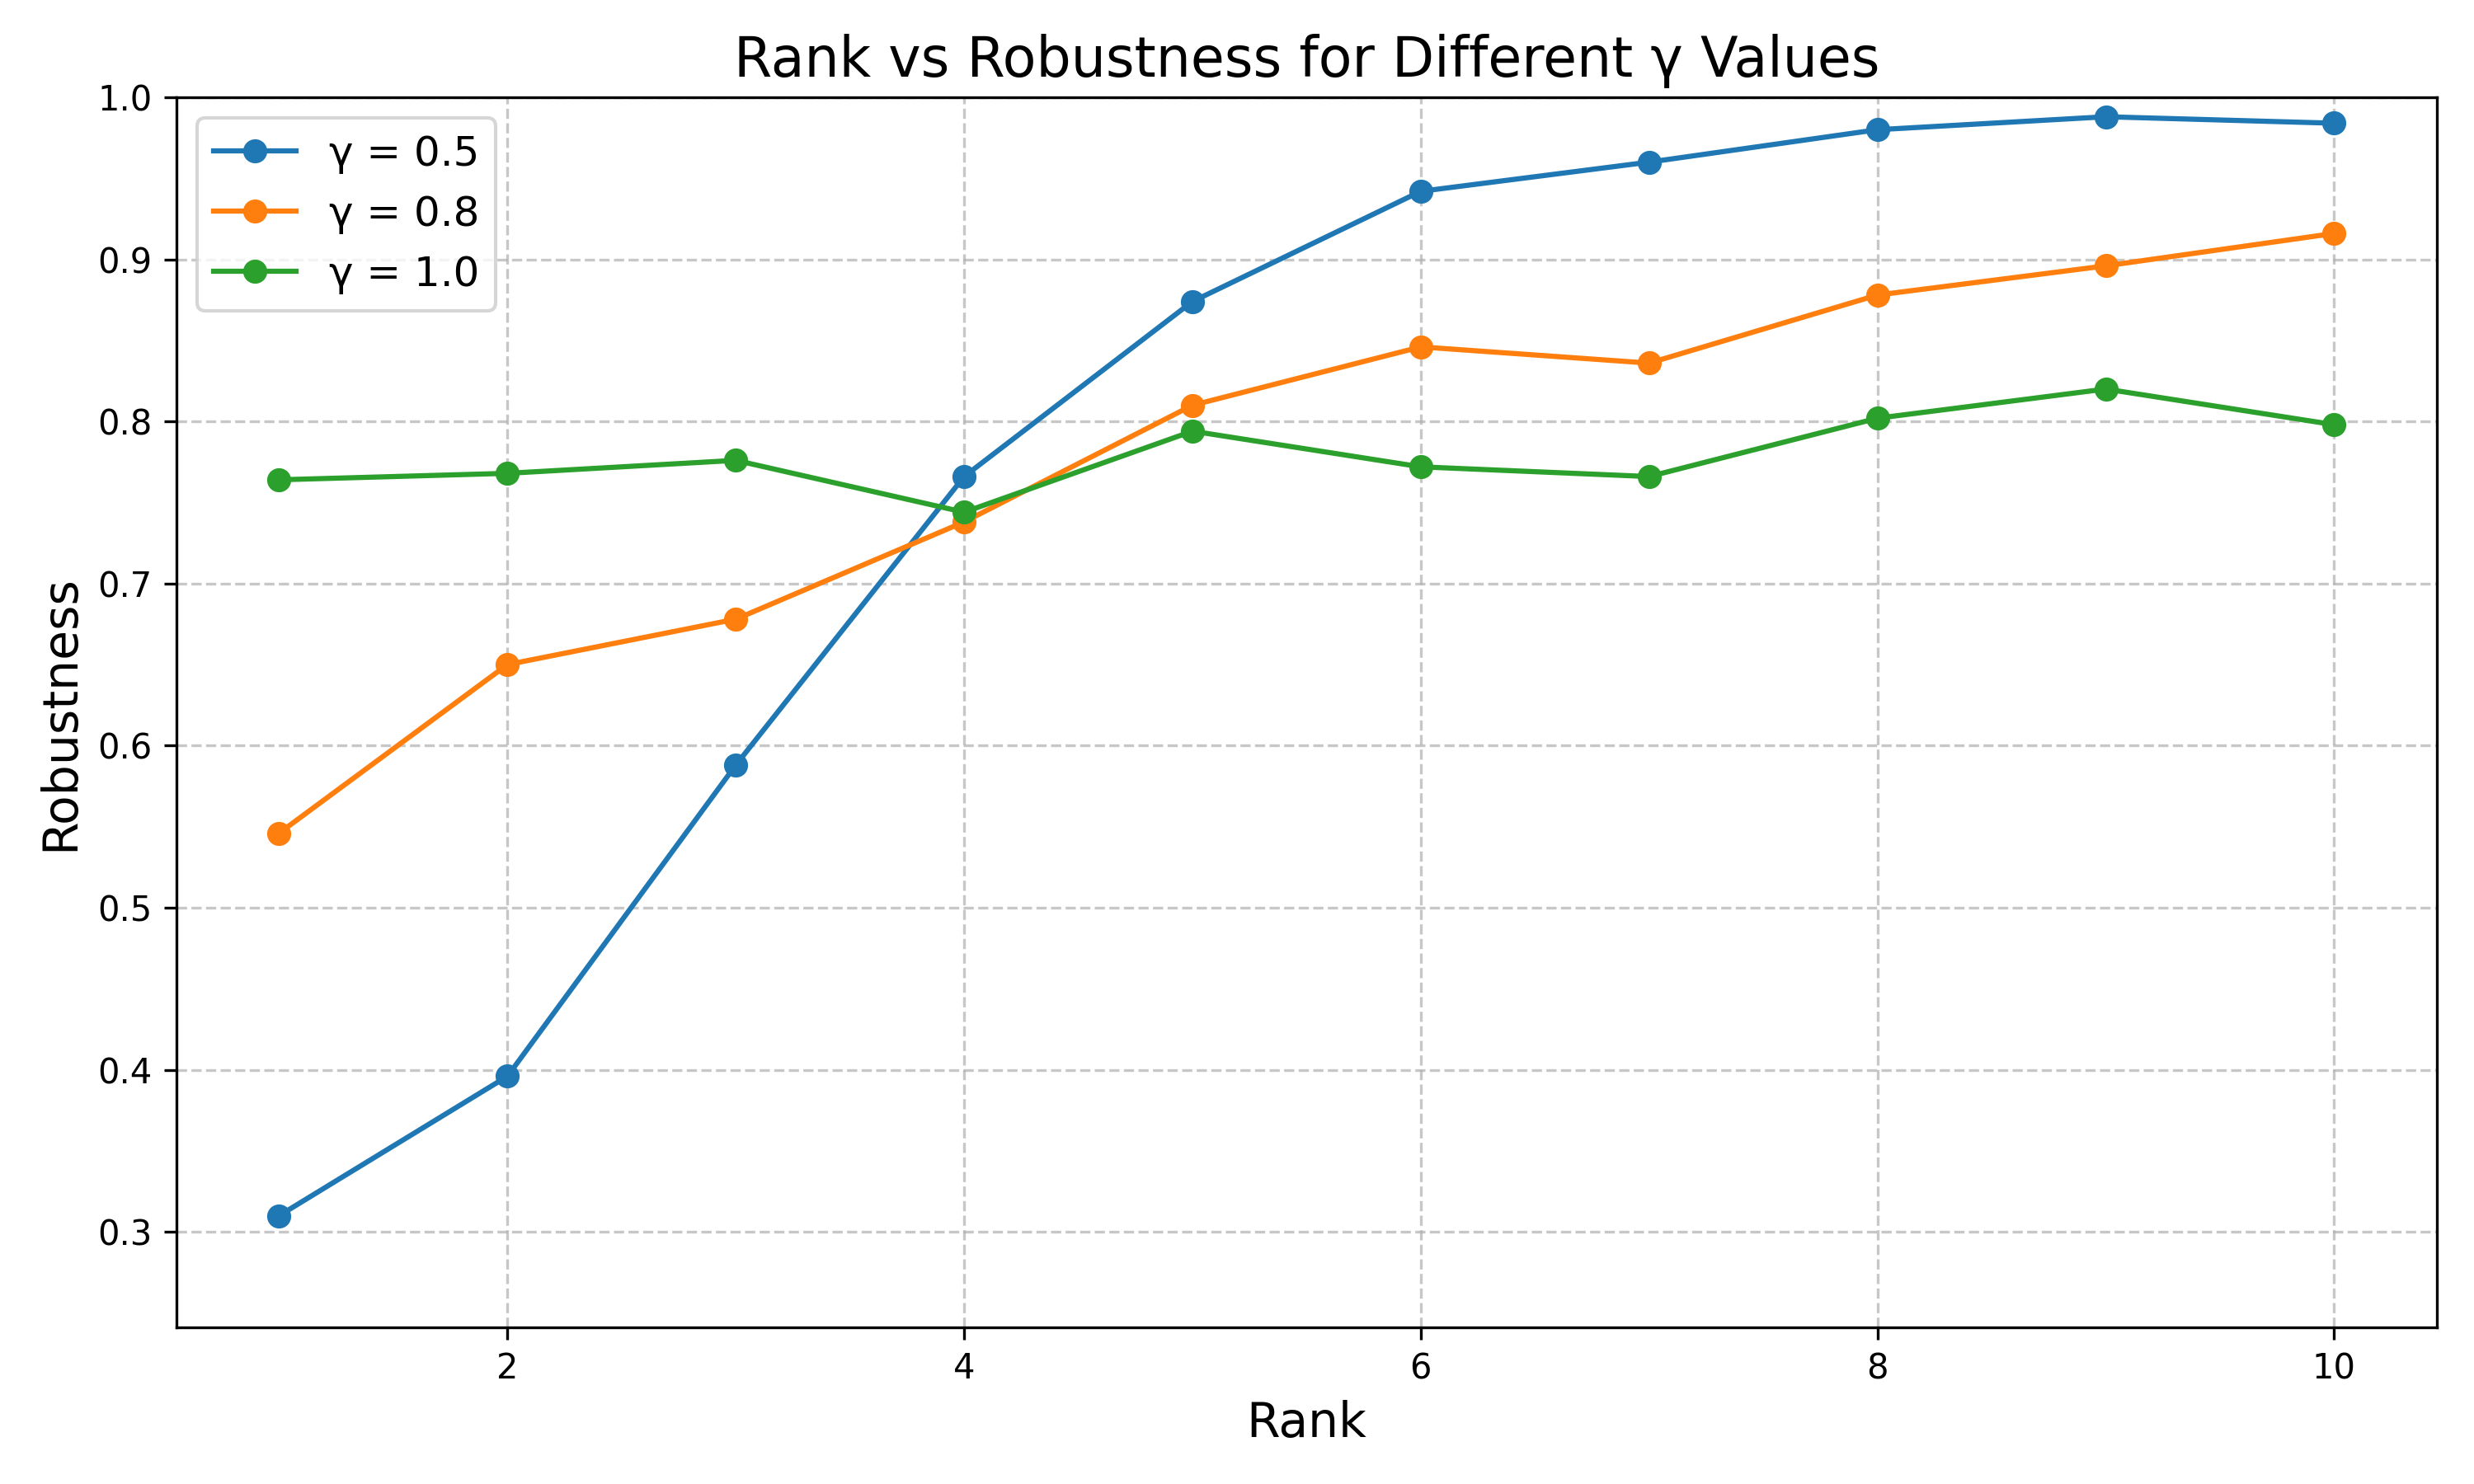 Rank vs Robustness for Different γ Values
1.0
0.9
0.8
0.7
0.6
0.5
0.4
0.3
γ = 0.5
γ = 0.8
γ = 1.0
Robustness
2 4 6 8 10
Rank